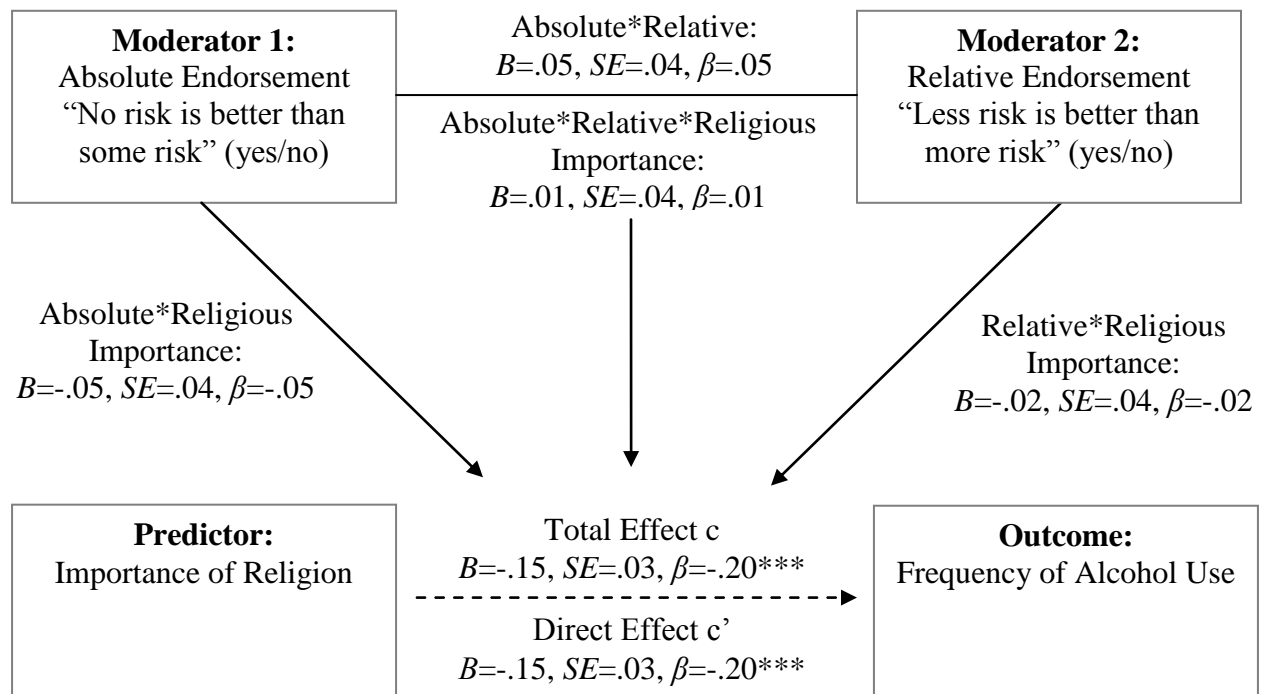 Moderator 1:
Absolute Endorsement
“No risk is better than
some risk” (yes/no)
Absolute*Relative:
B=.05, SE=.04, β=.05
Absolute*Relative*Religious
Importance:
B=.01, SE=.04, β=.01
Moderator 2:
Relative Endorsement
“Less risk is better than
more risk” (yes/no)
Absolute*Religious
Importance:
B=-.05, SE=.04, β=-.05
Relative*Religious
Importance:
B=-.02, SE=.04, β=-.02
Predictor:
Importance of Religion
Total Effect c
B=-.15, SE=.03, β=-.20***
Direct Effect c’
B=-.15, SE=.03, β=-.20***
Outcome:
Frequency of Alcohol Use